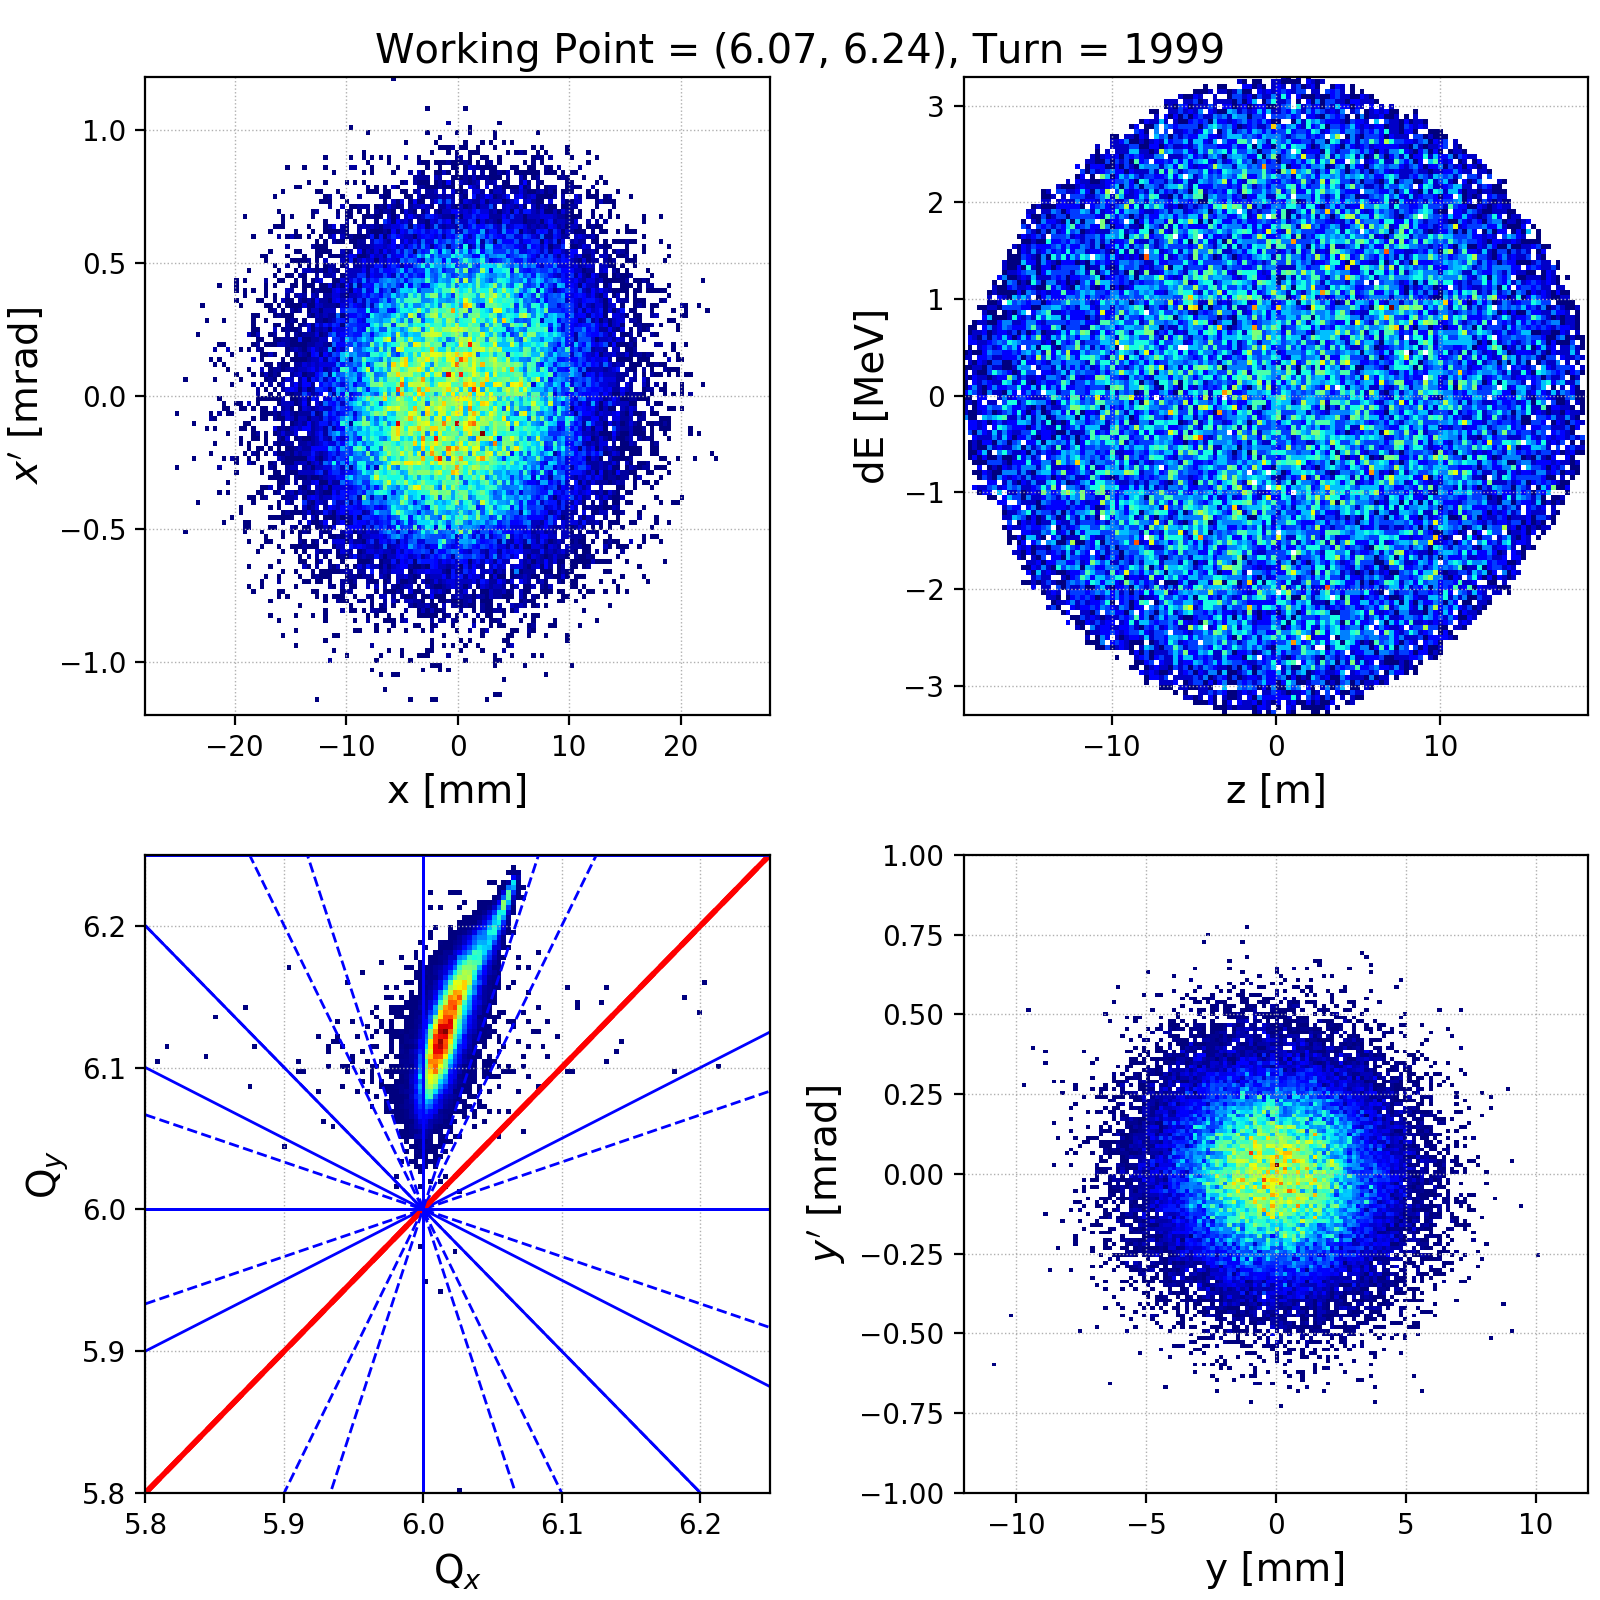 Working Point = (6.07, 6.24), Turn = 1999
1.0
0.5
0.0
−0.5
−1.0
x′ [mrad]
−20 −10 0 10 20
x [mm]
3
2
1
0
−1
−2
−3
dE [MeV]
−10 0 10
z [m]
6.2
6.1
6.0
5.9
5.8
Qy
5.8 5.9 6.0 6.1 6.2
Qx
1.00
0.75
0.50
0.25
0.00
−0.25
−0.50
−0.75
−1.00
y′ [mrad]
−10 −5 0 5 10
y [mm]